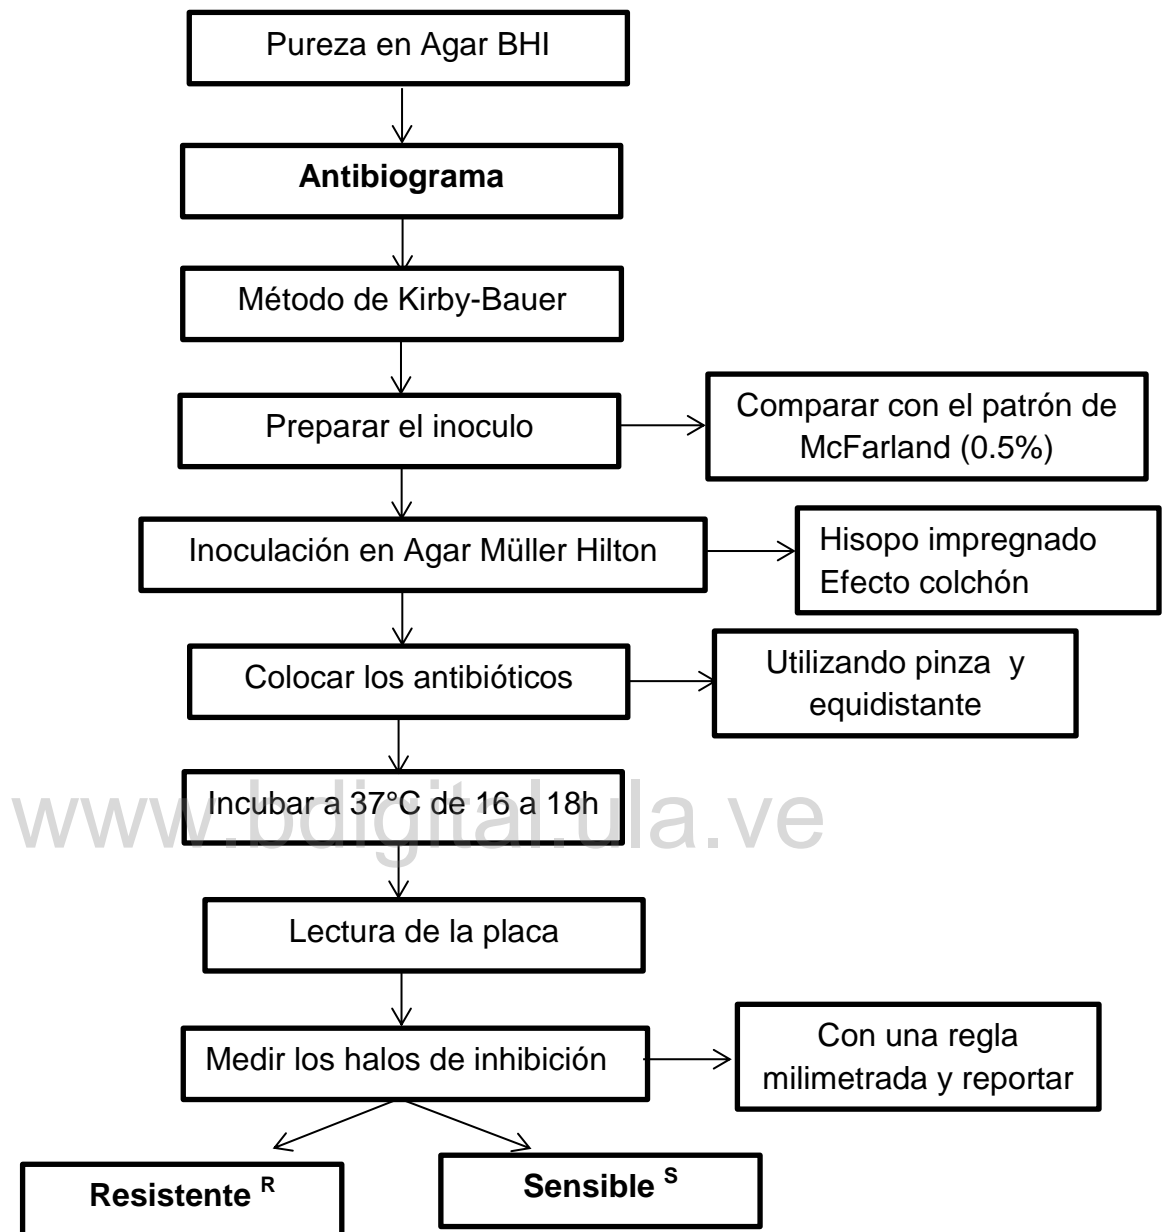 Pureza en Agar BHI
Antibiograma
Método de Kirby-Bauer
Preparar el inoculo
Comparar con el patrón de
McFarland (0.5%)
Inoculación en Agar Müller Hilton
Hisopo impregnado
Efecto colchón
Colocar los antibióticos
Utilizando pinza y
equidistante
Incubar a 37°C de 16 a 18h
www.bdigital.ula.ve
Lectura de la placa
Medir los halos de inhibición
Con una regla
milimetrada y reportar
Resistente R
Sensible S